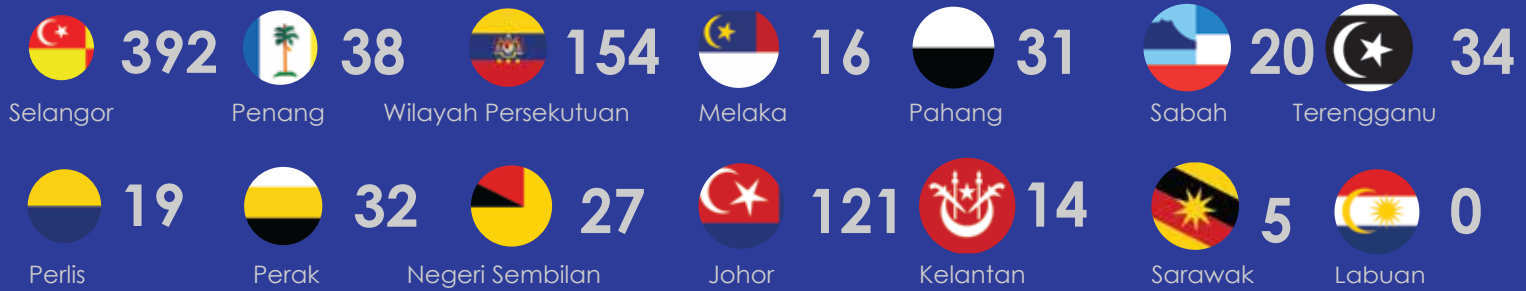 392 38 154 16 31 20 34
Selangor Penang Wilayah Persekutuan Melaka Pahang Sabah Terengganu
19 32 27 121 14 5 0
Perlis Perak Negeri Sembilan Johor Kelantan Sarawak Labuan